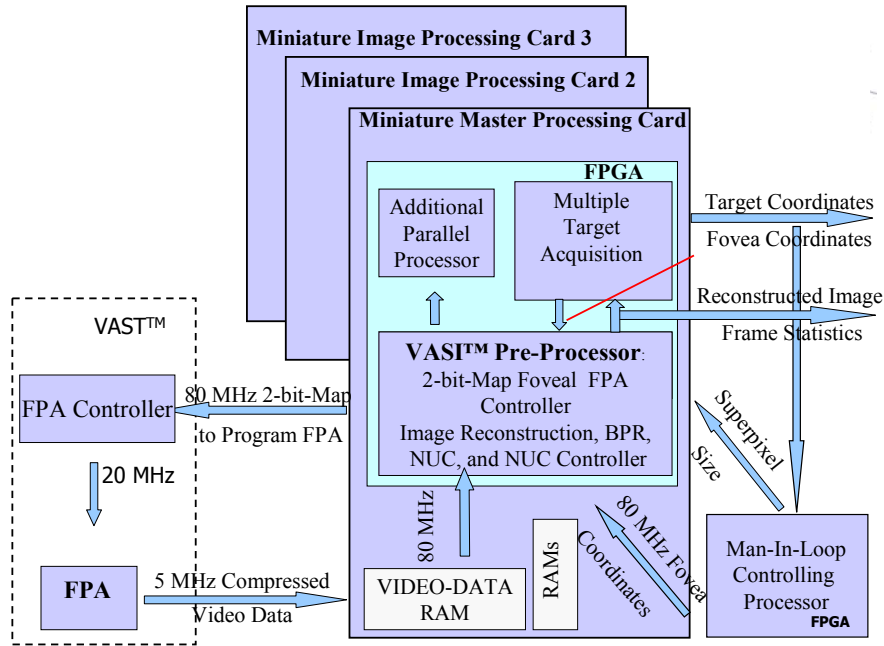 Miniature Image Processing Card 3
Miniature Image Processing Card 2
Miniature Master Processing Card
FPGA
Additional
Parallel
Processor
Multiple
Target
Acquisition
Target Coordinates
Fovea Coordinates
Reconstructed Image
Frame Statistics
VAST™
FPA Controller
80 MHz 2-bit-Map
to Program FPA
20 MHz
FPA
5 MHz Compressed
Video Data
VASI™ Pre-Processor:
2-bit-Map Foveal FPA
Controller
Image Reconstruction, BPR,
NUC, and NUC Controller
80 MHz
VIDEO-DATA
RAM
RAMs
80 MHz Fovea
Coordinates
Superpixel
Size
Man-In-Loop
Controlling
Processor
FPGA